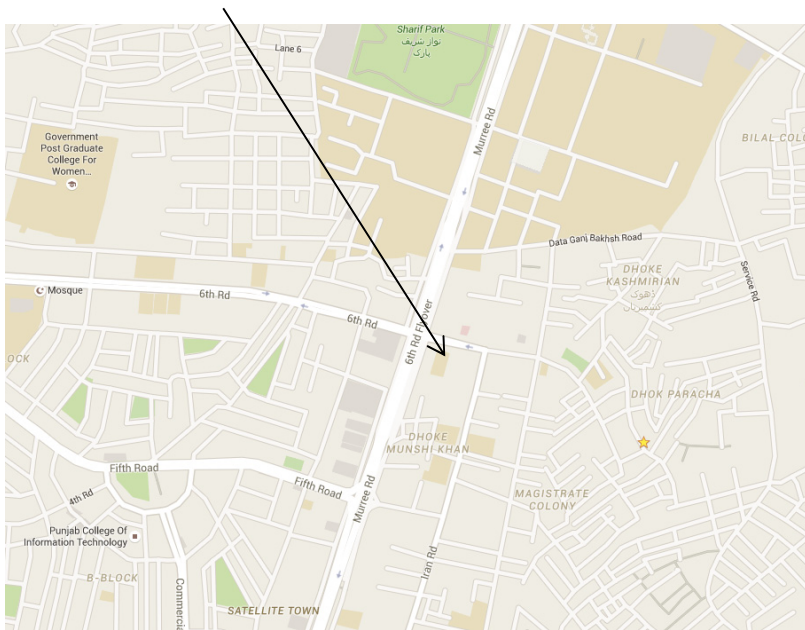 Sharif Park
نواز شریف
پارک
Lane 6
Murree Rd
Government
Post Graduate
College For
Women...
BILAL COL
Data Ganj Bakhsh Road
DHOKE
KASHMIRIAN
ڈھوک
کشمیریاں
Service Rd
Mosque
6th Rd
6th Rd
6th Rd Flyover
OCK
DHOK PARACHA
DHOKE
MUNSHI KHAN
Fifth Road
Fifth Road
4th Rd
Murree Rd
MAGISTRATE
COLONY
Punjab College Of
Information Technology
Iran Rd
B-BLOCK
Commercia
SATELLITE TOWN